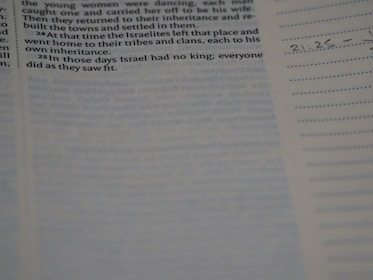 the young women were dancing, each man
caught one and carried her off to be his wife.
Then they returned to their inheritance and re-
built the towns and settled in them.
24 At that time the Israelites left that place and
went home to their tribes and clans, each to his
own inheritance.
25 In those days Israel had no king; everyone
did as they saw fit.
21.25 –